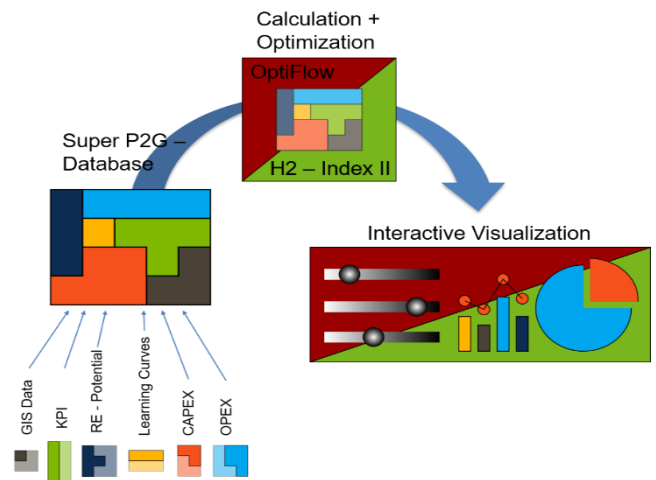 Calculation +
Optimization
OptiFlow
H2 – Index II
Super P2G –
Database
Interactive Visualization
GIS Data
KPI
RE - Potential
Learning Curves
CAPEX
OPEX